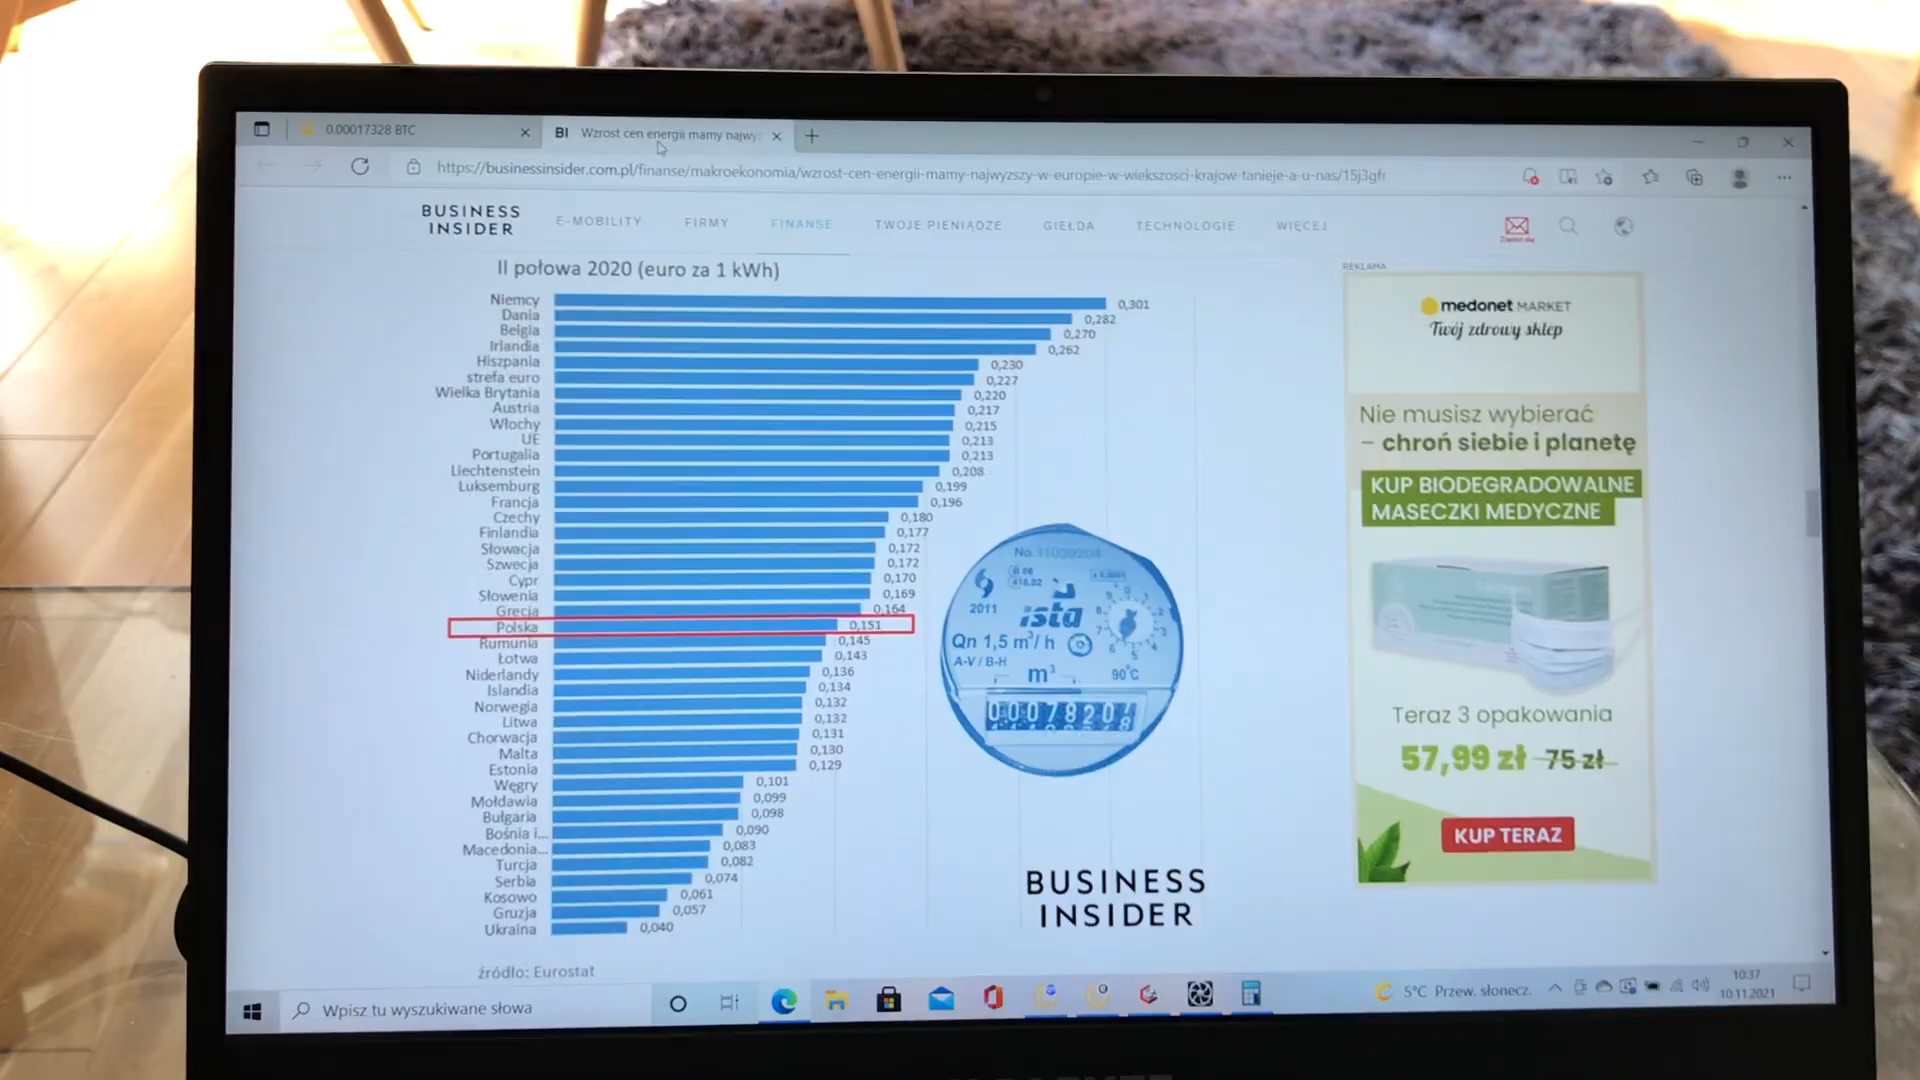 0.00017328 BTC
BI Wzrost cen energii mamy najwy
https://businessinsider.com.pl/finanse/makroekonomia/wzrost-cen-energii-mamy-najwyzszy-w-europie-w-wiekszosci-krajow-tanieje-a-u-nas/15j3gfr
BUSINESS
INSIDER
E-MOBILITY FIRMY FINANSE TWOJE PIENIĄDZE GIEŁDA TECHNOLOGIE WIĘCEJ
II połowa 2020 (euro za 1 kWh)
Niemcy 0,301
Dania 0,282
Belgia 0,270
Irlandia 0,262
Hiszpania 0,230
strefa euro 0,227
Wielka Brytania 0,220
Austria 0,217
Włochy 0,215
UE 0,213
Portugalia 0,213
Liechtenstein 0,208
Luksemburg 0,199
Francja 0,196
Czechy 0,180
Finlandia 0,177
Słowacja 0,172
Szwecja 0,172
Cypr 0,170
Słowenia 0,169
Grecja 0,164
Polska 0,151
Rumunia 0,145
Łotwa 0,143
Niderlandy 0,136
Islandia 0,134
Norwegia 0,132
Litwa 0,132
Chorwacja 0,131
Malta 0,130
Estonia 0,129
Węgry 0,101
Mołdawia 0,099
Bułgaria 0,098
Bośnia i... 0,090
Macedonia... 0,083
Turcja 0,082
Serbia 0,074
Kosowo 0,061
Gruzja 0,057
Ukraina 0,040
źródło: Eurostat
2011
ista
Qn 1,5 m³/h
A-V / B-H
m³
90°C
BUSINESS
INSIDER
REKLAMA
medonet MARKET
Twój zdrowy sklep
Nie musisz wybierać
– chroń siebie i planetę
KUP BIODEGRADOWALNE
MASECZKI MEDYCZNE
Teraz 3 opakowania
57,99 zł 75 zł
KUP TERAZ
Wpisz tu wyszukiwane słowa
5°C Przew. słonecz.
10:37
10.11.2021